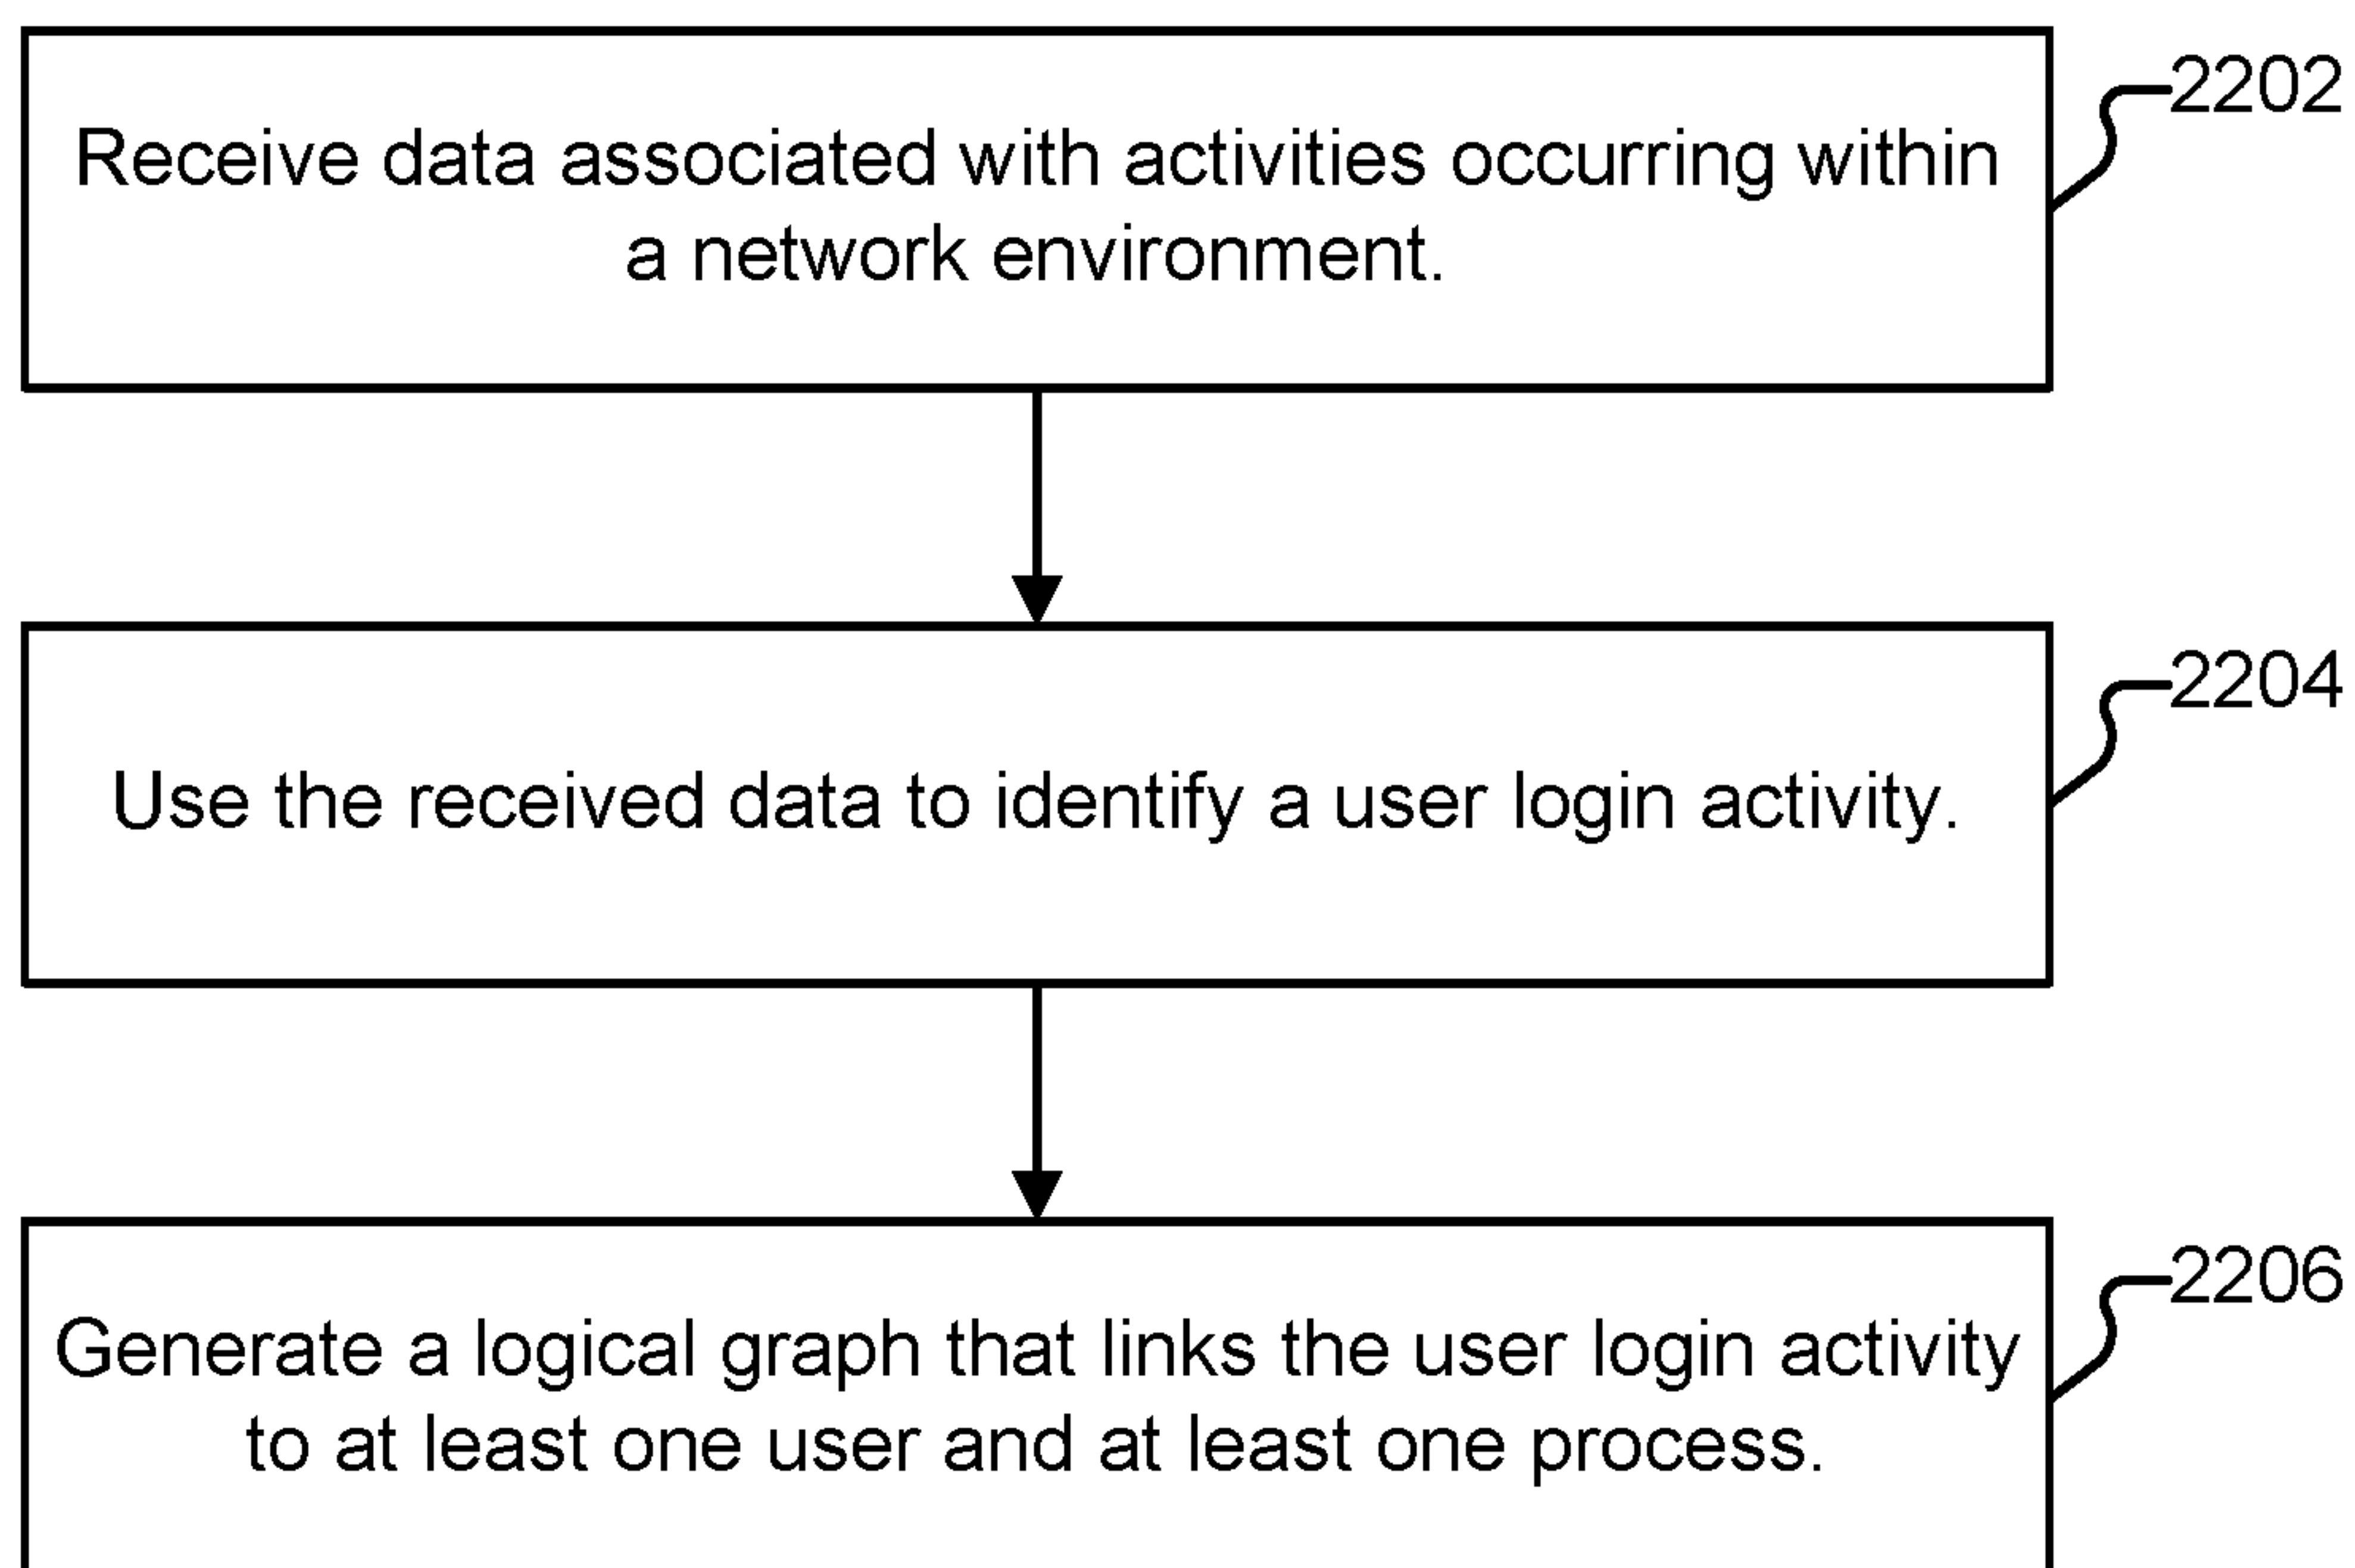 2202
Receive data associated with activities occurring within
a network environment.
2204
Use the received data to identify a user login activity.
2206
Generate a logical graph that links the user login activity
to at least one user and at least one process.